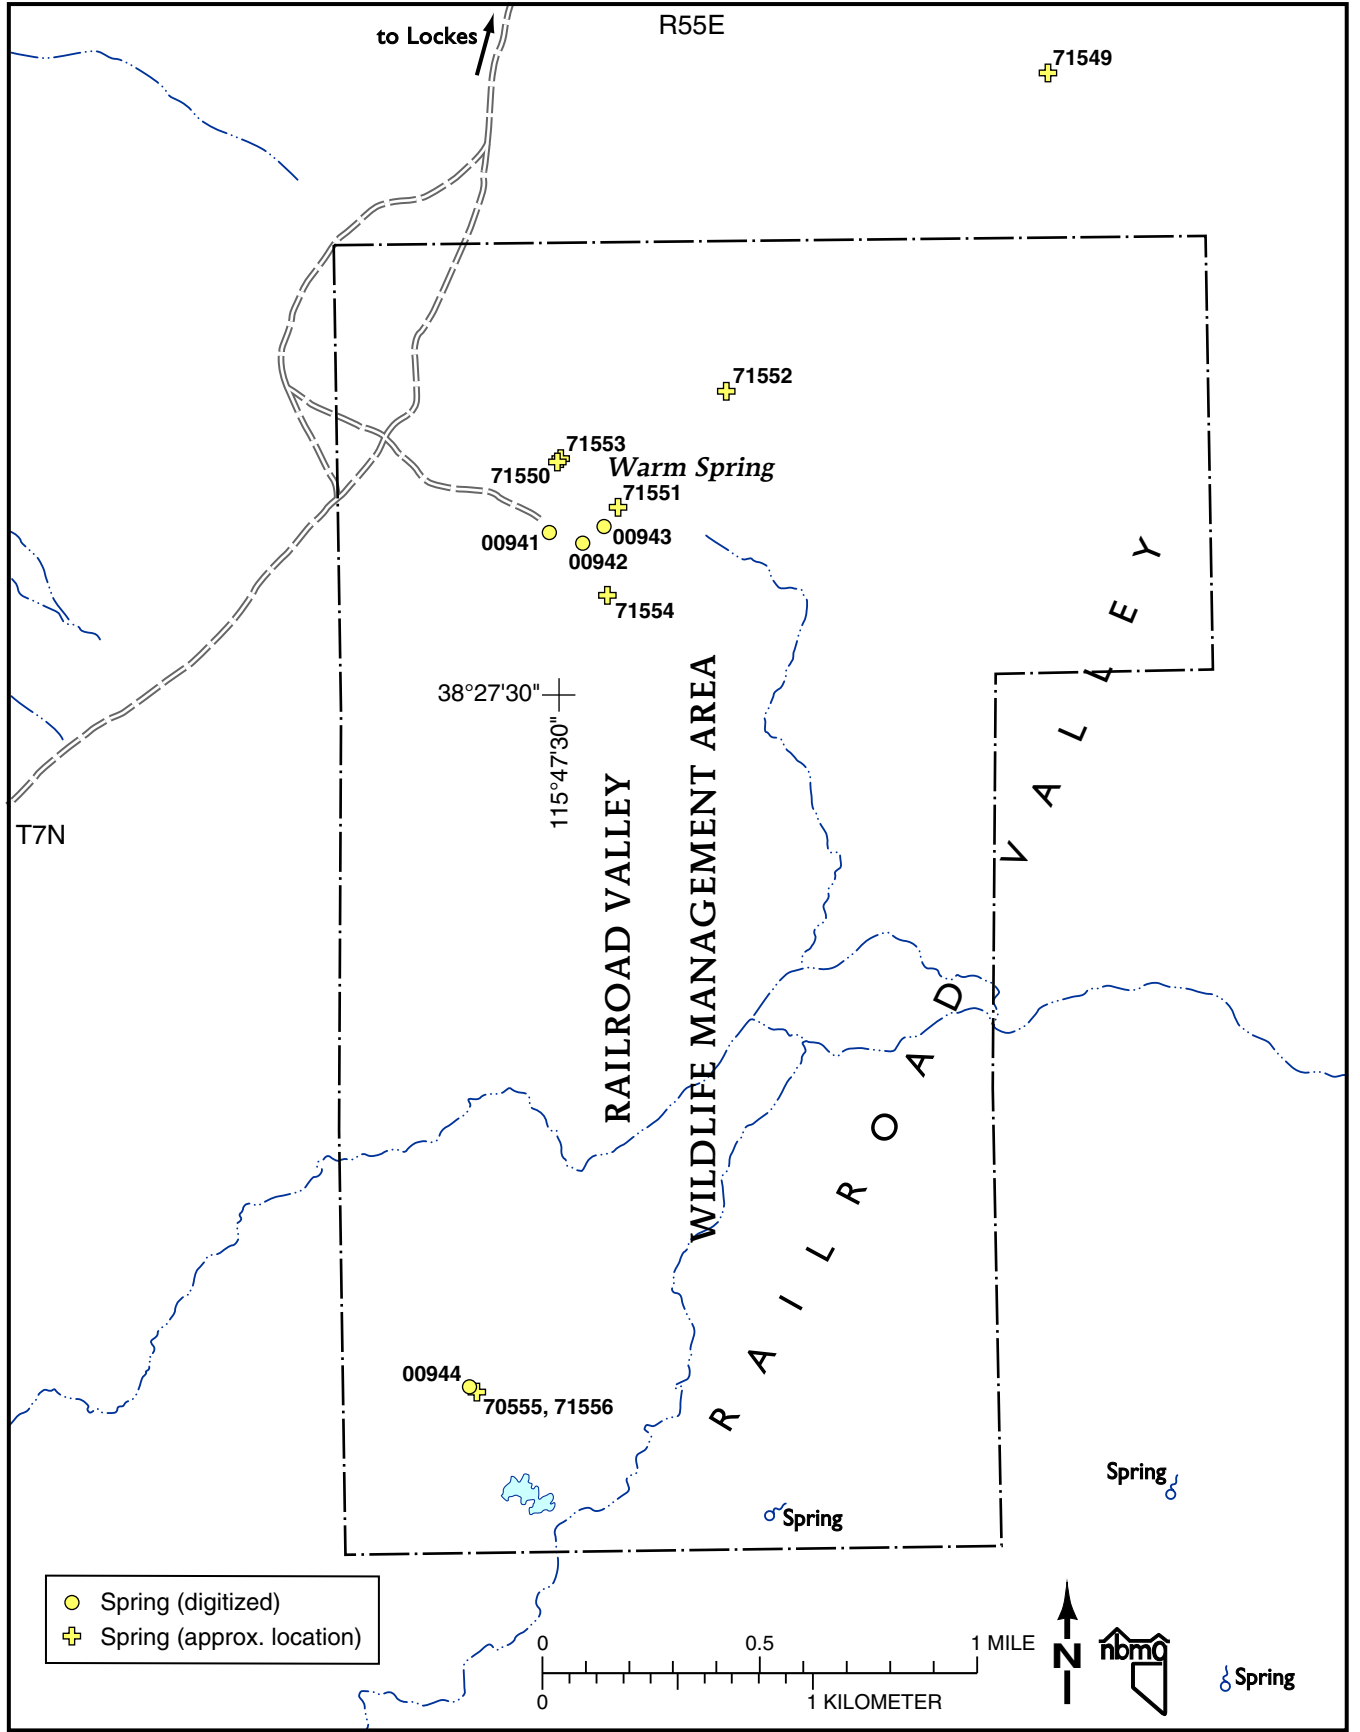 R55E
to Lockes
71549
71552
71553
71550
Warm Spring
71551
00941
00943
00942
71554
38°27'30"
115°47'30"
RAILROAD VALLEY
WILDLIFE MANAGEMENT AREA
RAILROAD VALLEY
T7N
00944
70555, 71556
Spring
Spring
Spring (digitized)
Spring (approx. location)
0 0.5 1 MILE
0 1 KILOMETER
N
nbmg
Spring